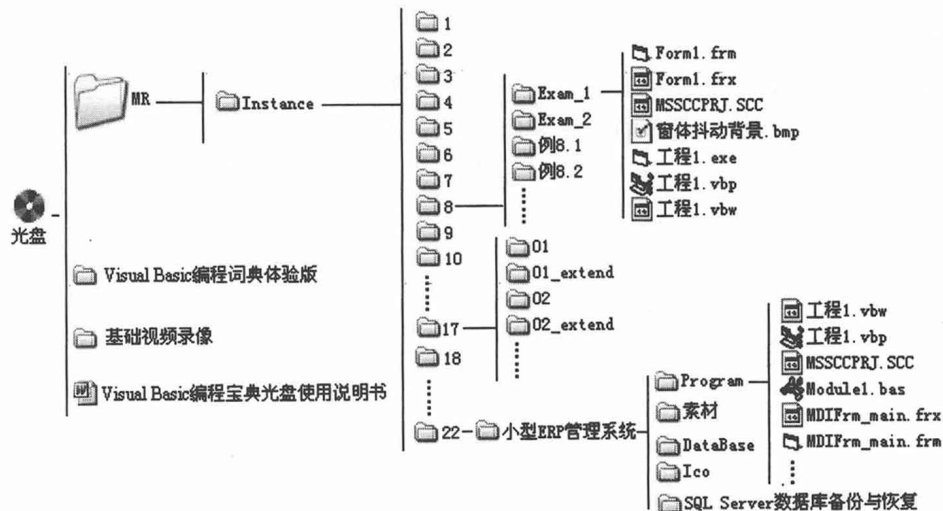 光盘
MR
Instance
1
2
3
4
5
6
7
8
9
10
17
18
22
Exam_1
Exam_2
例8.1
例8.2
Form1.frm
Form1.frx
MSSCCPRJ.SCC
窗体抖动背景.bmp
工程1.exe
工程1.vbp
工程1.vbw
01
01_extend
02
02_extend
小型ERP管理系统
Program
素材
DataBase
Ico
SQL Server数据库备份与恢复
工程1.vbw
工程1.vbp
MSSCCPRJ.SCC
Module1.bas
MDIFrm_main.frx
MDIFrm_main.frm
Visual Basic编程词典体验版
基础视频录像
Visual Basic编程宝典光盘使用说明书